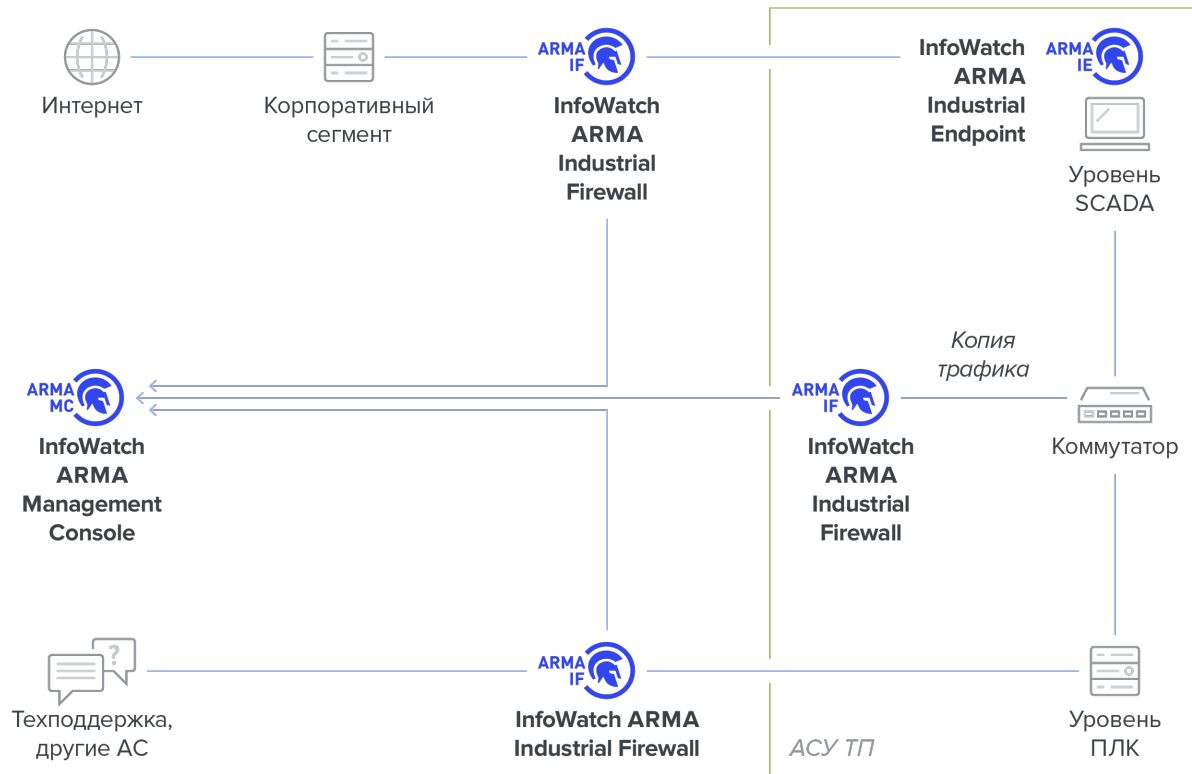 Интернет
Корпоративный
сегмент
ARMA
IF
InfoWatch
ARMA
Industrial
Firewall
InfoWatch
ARMA
Industrial
Endpoint
ARMA
IE
Уровень
SCADA
ARMA
MC
InfoWatch
ARMA
Management
Console
ARMA
IF
InfoWatch
ARMA
Industrial
Firewall
Копия
трафика
Коммутатор
?
Техподдержка,
другие АС
ARMA
IF
InfoWatch ARMA
Industrial Firewall
АСУ ТП
Уровень
ПЛК